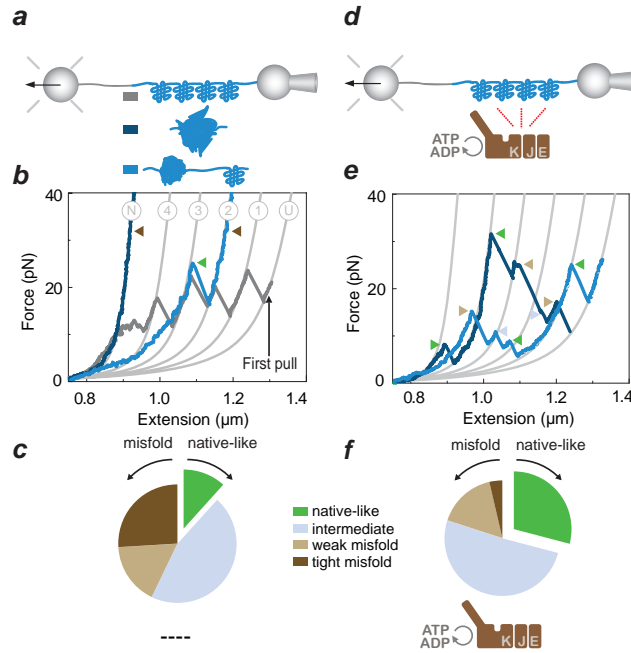 a
b
40
N
4
3
2
1
U
Force (pN)
20
First pull
0
0.8
1.0
1.2
1.4
Extension (μm)
c
misfold
native-like
----
native-like
intermediate
weak misfold
tight misfold
d
ATP
ADP
K J E
e
40
Force (pN)
20
0
0.8
1.0
1.2
1.4
Extension (μm)
f
misfold
native-like
ATP
ADP
K J E